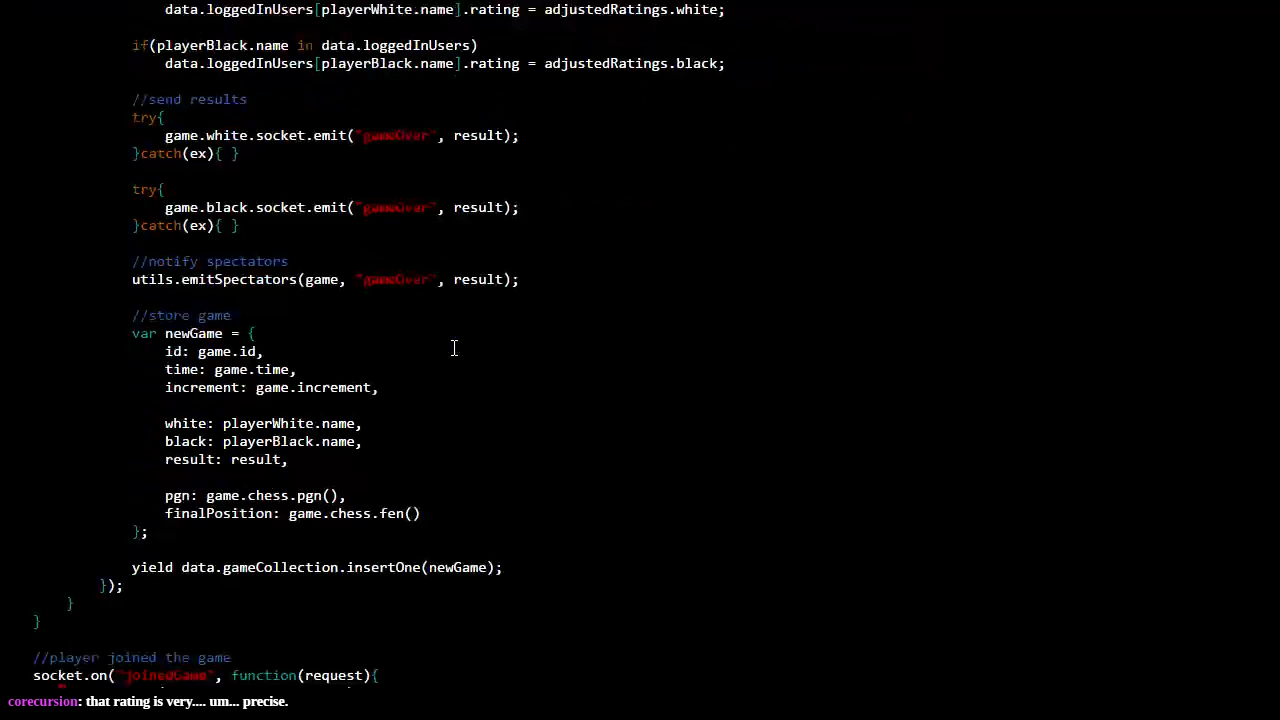 data.loggedInUsers[playerWhite.name].rating = adjustedRatings.white;
if(playerBlack.name in data.loggedInUsers)
data.loggedInUsers[playerBlack.name].rating = adjustedRatings.black;
//send results
try{
game.white.socket.emit("gameOver", result);
}catch(ex){ }
try{
game.black.socket.emit("gameOver", result);
}catch(ex){ }
//notify spectators
utils.emitSpectators(game, "gameOver", result);
//store game
var newGame = {
id: game.id,
time: game.time,
increment: game.increment,
white: playerWhite.name,
black: playerBlack.name,
result: result,
pgn: game.chess.pgn(),
finalPosition: game.chess.fen()
};
yield data.gameCollection.insertOne(newGame);
});
}
}
//player joined the game
socket.on("joinedGame", function(request){
corecursion: that rating is very.... um... precise.